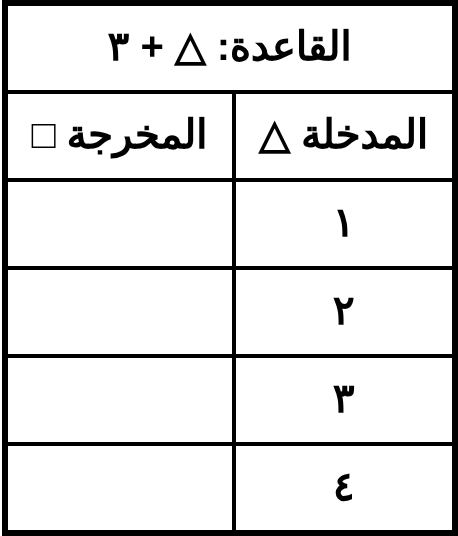 القاعدة: △ + ٣
المدخلة △ المخرجة □
١
٢
٣
٤